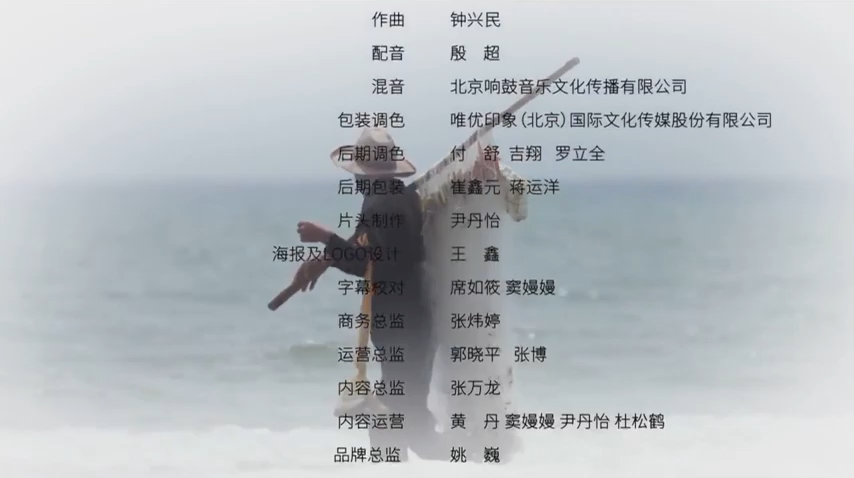 作曲 钟兴民
配音 殷 超
混音 北京响鼓音乐文化传播有限公司
包装调色 唯优印象(北京)国际文化传媒股份有限公司
后期调色 付 舒 吉翔 罗立全
后期包装 崔鑫元 蒋运洋
片头制作 尹丹怡
海报及LOGO设计 王 鑫
字幕校对 席如筱 窦嫚嫚
商务总监 张炜婷
运营总监 郭晓平 张博
内容总监 张万龙
内容运营 黄 丹 窦嫚嫚 尹丹怡 杜松鹤
品牌总监 姚 巍